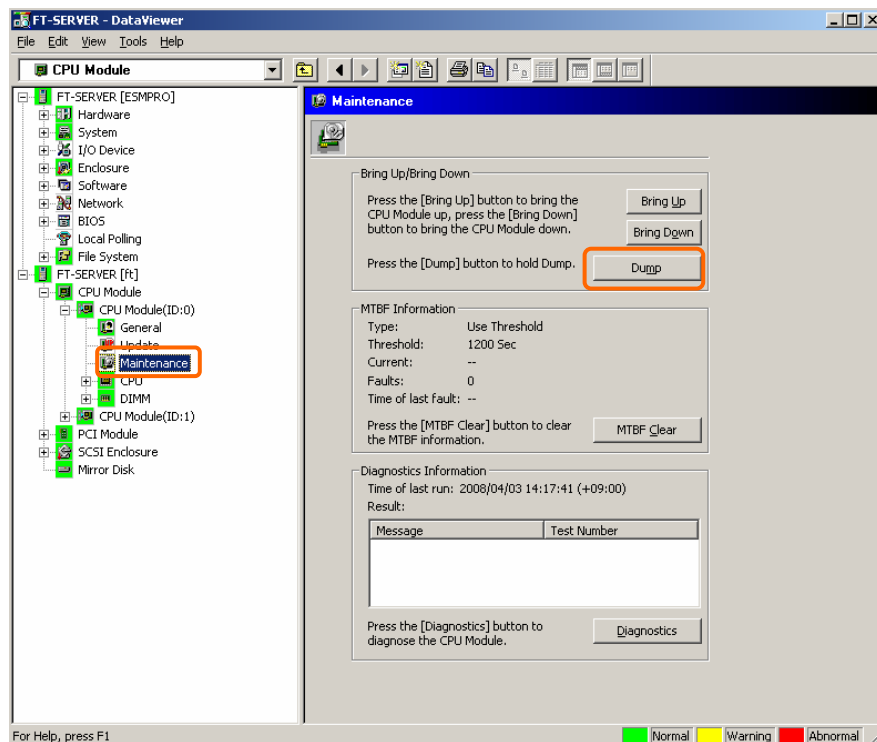 FT-SERVER - DataViewer
File Edit View Tools Help
CPU Module
FT-SERVER [ESMPRO]
Hardware
System
I/O Device
Enclosure
Software
Network
BIOS
Local Polling
File System
FT-SERVER [ft]
CPU Module
CPU Module(ID:0)
General
Update
Maintenance
CPU
DIMM
CPU Module(ID:1)
PCI Module
SCSI Enclosure
Mirror Disk
Maintenance
Bring Up/Bring Down
Press the [Bring Up] button to bring the
CPU Module up, press the [Bring Down]
button to bring the CPU Module down.
Bring Up
Bring Down
Press the [Dump] button to hold Dump.
Dump
MTBF Information
Type: Use Threshold
Threshold: 1200 Sec
Current: --
Faults: 0
Time of last fault: --
Press the [MTBF Clear] button to clear
the MTBF information.
MTBF Clear
Diagnostics Information
Time of last run: 2008/04/03 14:17:41 (+09:00)
Result:
Message Test Number
Press the [Diagnostics] button to
diagnose the CPU Module.
Diagnostics
For Help, press F1
Normal Warning Abnormal